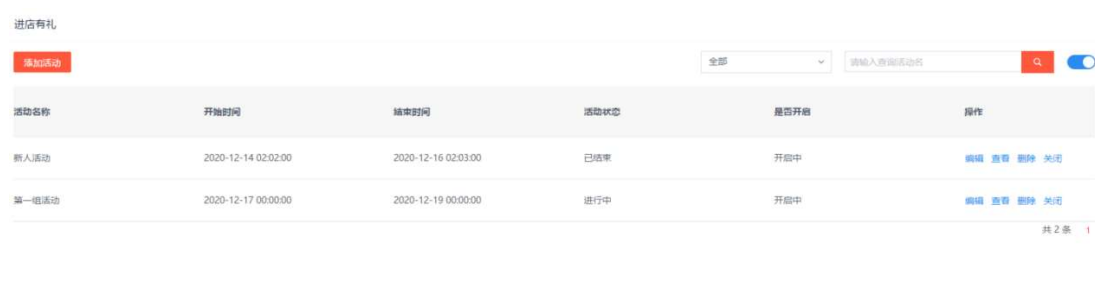 进店有礼
添加活动 全部 请输入查询活动名
活动名称 开始时间 结束时间 活动状态 是否开启 操作
新人活动 2020-12-14 02:02:00 2020-12-16 02:03:00 已结束 开启中 编辑 查看 删除 关闭
第一组活动 2020-12-17 00:00:00 2020-12-19 00:00:00 进行中 开启中 编辑 查看 删除 关闭
共 2 条 1